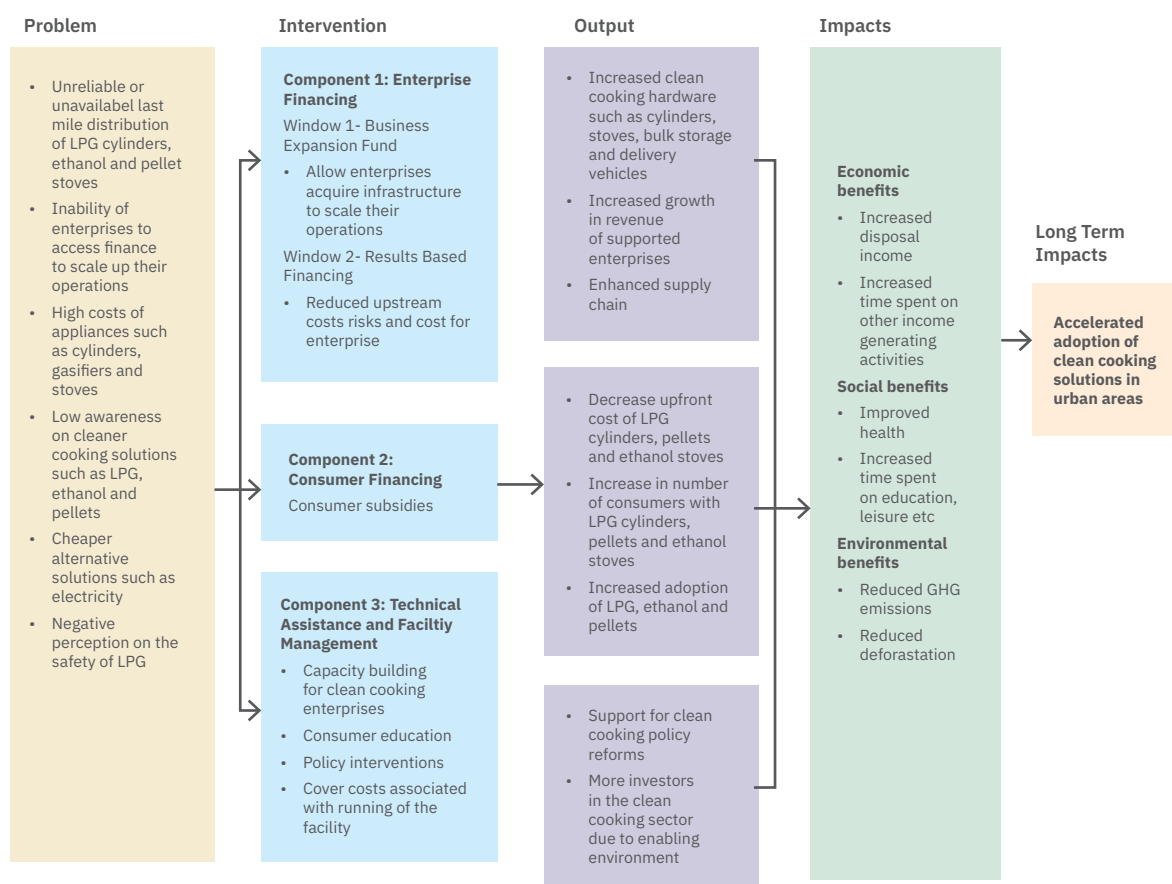 Problem
Unreliable or
unavailabel last
mile distribution
of LPG cylinders,
ethanol and pellet
stoves
Inability of
enterprises to
access finance
to scale up their
operations
High costs of
appliances such
as cylinders,
gasifiers and
stoves
Low awareness
on cleaner
cooking solutions
such as LPG,
ethanol and
pellets
Cheaper
alternative
solutions such as
electricity
Negative
perception on the
safety of LPG
Intervention
Component 1: Enterprise
Financing
Window 1- Business
Expansion Fund
Allow enterprises
acquire infrastructure
to scale their
operations
Window 2- Results Based
Financing
Reduced upstream
costs risks and cost for
enterprise
Component 2:
Consumer Financing
Consumer subsidies
Component 3: Technical
Assistance and Faciltiy
Management
Capacity building
for clean cooking
enterprises
Consumer education
Policy interventions
Cover costs associated
with running of the
facility
Output
Increased clean
cooking hardware
such as cylinders,
stoves, bulk storage
and delivery
vehicles
Increased growth
in revenue
of supported
enterprises
Enhanced supply
chain
Decrease upfront
cost of LPG
cylinders, pellets
and ethanol stoves
Increase in number
of consumers with
LPG cylinders,
pellets and ethanol
stoves
Increased adoption
of LPG, ethanol and
pellets
Support for clean
cooking policy
reforms
More investors
in the clean
cooking sector
due to enabling
environment
Impacts
Economic
benefits
Increased
disposal
income
Increased
time spent on
other income
generating
activities
Social benefits
Improved
health
Increased
time spent
on education,
leisure etc
Environmental
benefits
Reduced GHG
emissions
Reduced
deforastation
Long Term
Impacts
Accelerated
adoption of
clean cooking
solutions in
urban areas